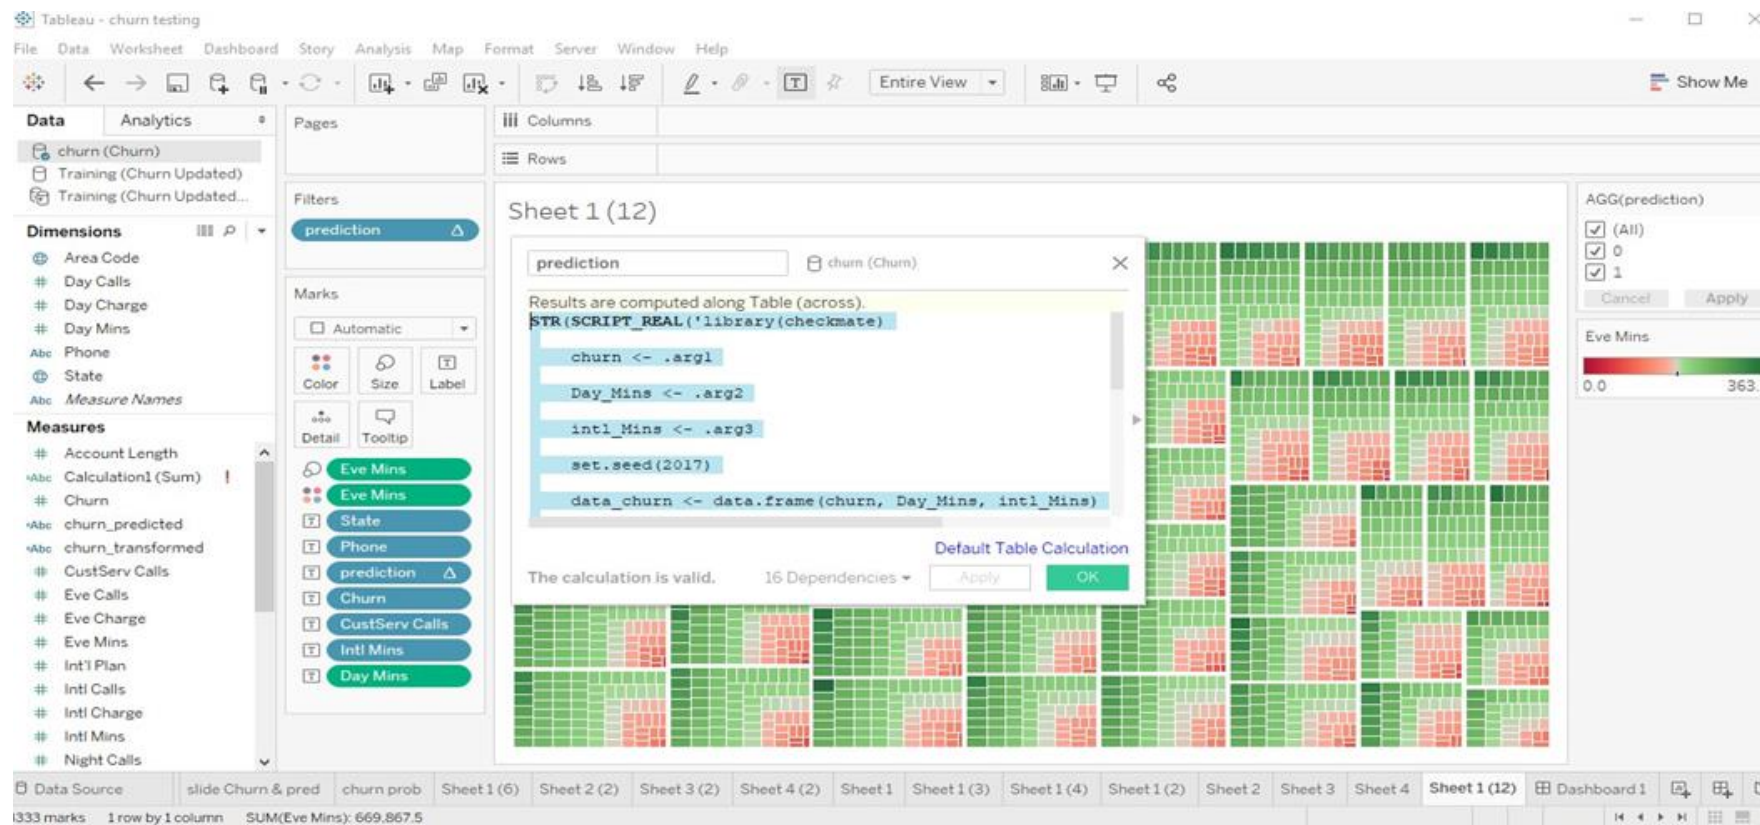 Tableau - churn testing
File Data Worksheet Dashboard Story Analysis Map Format Server Window Help
Entire View
Show Me
Data Analytics
churn (Churn)
Training (Churn Updated)
Training (Churn Updated...
Dimensions
Area Code
Day Calls
Day Charge
Day Mins
Abc Phone
State
Abc Measure Names
Measures
Account Length
Abc Calculation1 (Sum) !
Churn
Abc churn_predicted
Abc churn_transformed
CustServ Calls
Eve Calls
Eve Charge
Eve Mins
Int'l Plan
Intl Calls
Intl Charge
Intl Mins
Night Calls
Pages
Filters
prediction
Marks
Automatic
Color Size Label
Detail Tooltip
Eve Mins
Eve Mins
State
Phone
prediction
Churn
CustServ Calls
Intl Mins
Day Mins
Columns
Rows
Sheet 1 (12)
prediction churn (Churn)
Results are computed along Table (across).
STR(SCRIPT_REAL('library(checkmate)
churn <- .arg1
Day_Mins <- .arg2
intl_Mins <- .arg3
set.seed(2017)
data_churn <- data.frame(churn, Day_Mins, intl_Mins)
Default Table Calculation
The calculation is valid. 16 Dependencies Apply OK
AGG(prediction)
(All)
0
1
Cancel Apply
Eve Mins
0.0 363.
Data Source slide Churn & pred churn prob Sheet 1 (6) Sheet 2 (2) Sheet 3 (2) Sheet 4 (2) Sheet 1 Sheet 1 (3) Sheet 1 (4) Sheet 1 (2) Sheet 2 Sheet 3 Sheet 4 Sheet 1 (12) Dashboard 1
333 marks 1 row by 1 column SUM(Eve Mins): 669,867.5